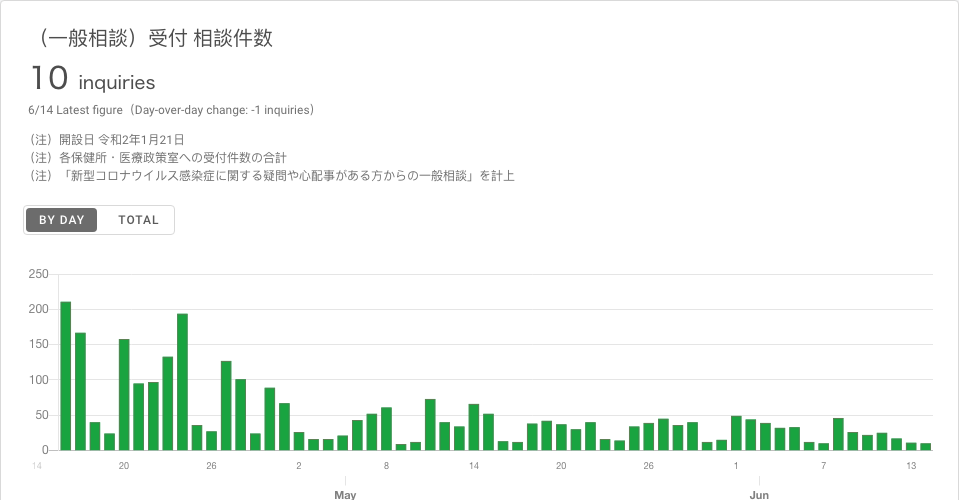 （一般相談）受付 相談件数
10 inquiries
6/14 Latest figure（Day-over-day change: -1 inquiries）
（注）開設日 令和2年1月21日
（注）各保健所・医療政策室への受付件数の合計
（注）「新型コロナウイルス感染症に関する疑問や心配事がある方からの一般相談」を計上
BY DAY TOTAL
250
200
150
100
50
0
14 20 26 2 8 14 20 26 1 7 13
May Jun